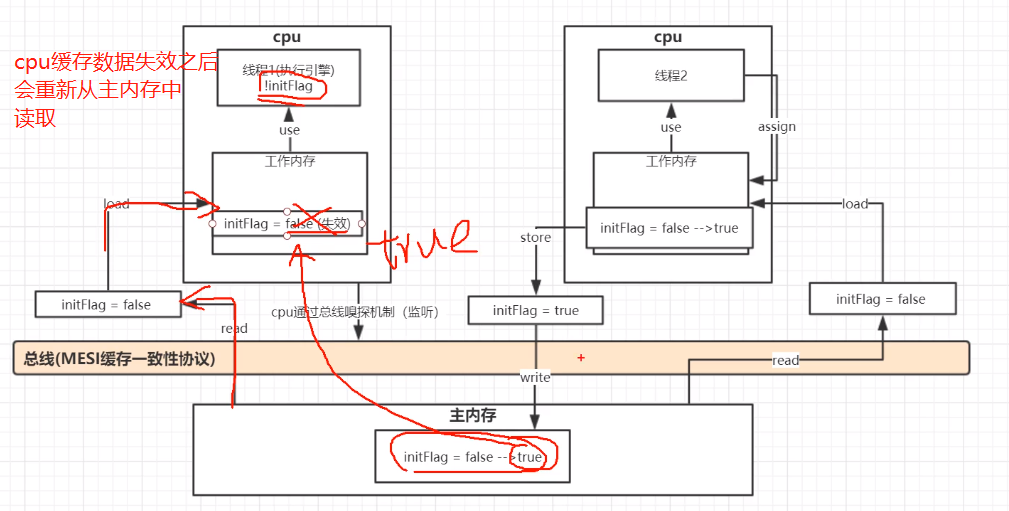 cpu缓存数据失效之后
会重新从主内存中
读取
cpu
线程1(执行引擎)
!initFlag
use
工作内存
load
initFlag = false (失效)
true
initFlag = false
read
cpu通过总线嗅探机制（监听）
cpu
线程2
use
assign
工作内存
initFlag = false -->true
load
store
initFlag = true
initFlag = false
总线(MESI缓存一致性协议)
write
read
主内存
initFlag = false -->true